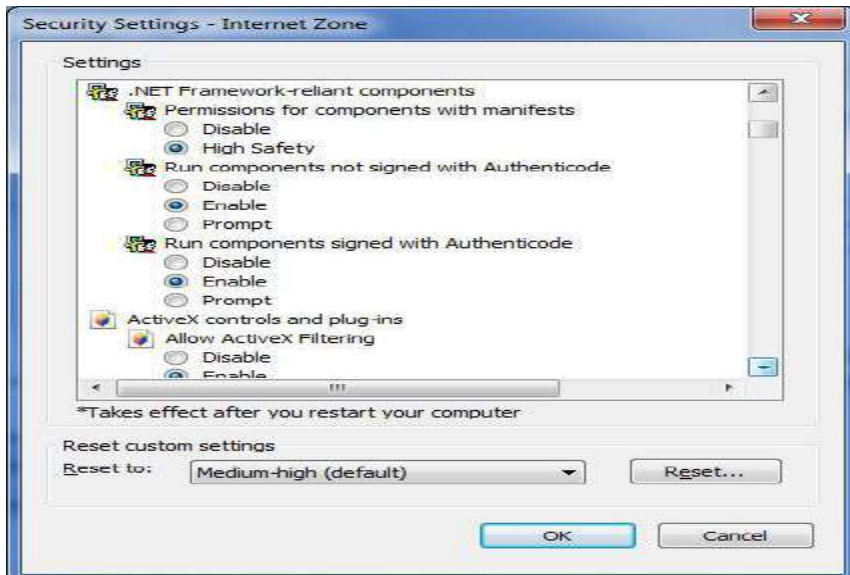 Security Settings - Internet Zone
Settings
.NET Framework-reliant components
Permissions for components with manifests
Disable
High Safety
Run components not signed with Authenticode
Disable
Enable
Prompt
Run components signed with Authenticode
Disable
Enable
Prompt
ActiveX controls and plug-ins
Allow ActiveX Filtering
Disable
Enable
*Takes effect after you restart your computer
Reset custom settings
Reset to: Medium-high (default) Reset...
OK Cancel